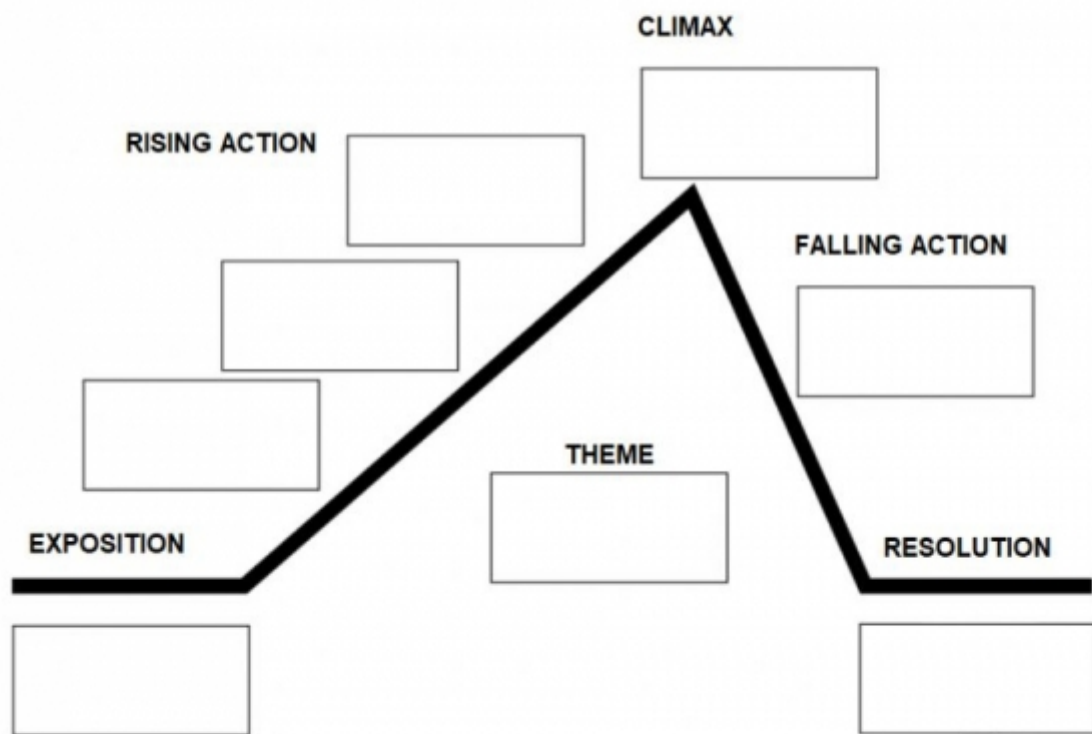 CLIMAX
RISING ACTION
FALLING ACTION
THEME
EXPOSITION
RESOLUTION